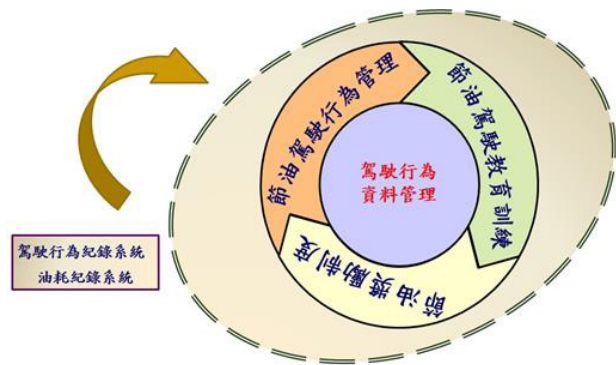 節油駕駛行為管理
節油駕駛教育訓練
駕駛行為
資料管理
節油獎勵制度
駕駛行為紀錄系統
油耗紀錄系統